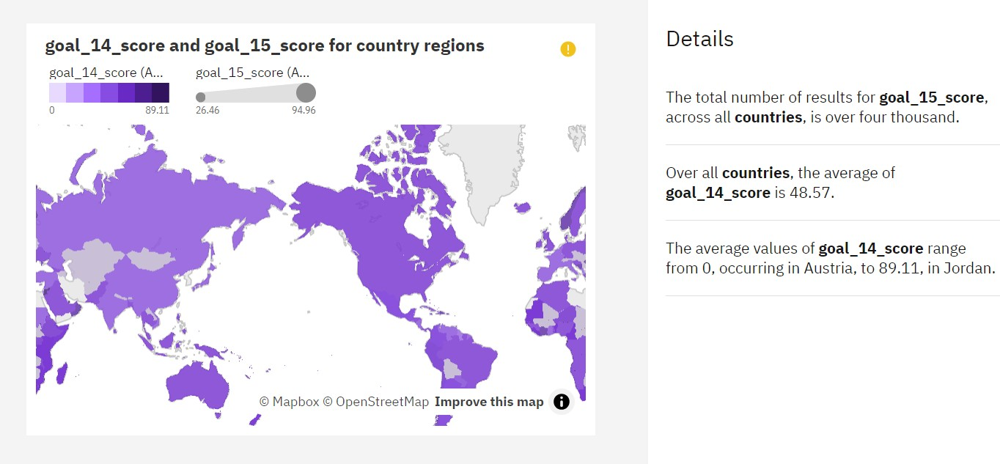 goal_14_score and goal_15_score for country regions
!
goal_14_score (A...
goal_15_score (A...
0
89.11
26.46
94.96
© Mapbox © OpenStreetMap Improve this map
Details
The total number of results for goal_15_score,
across all countries, is over four thousand.
Over all countries, the average of
goal_14_score is 48.57.
The average values of goal_14_score range
from 0, occurring in Austria, to 89.11, in Jordan.